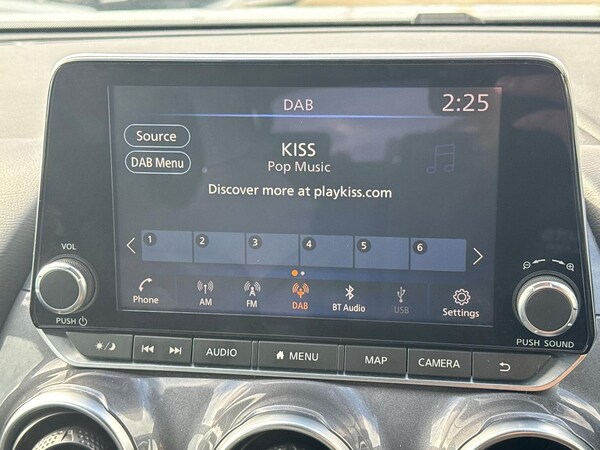 DAB
2:25
Source
KISS
DAB Menu
Pop Music
Discover more at playkiss.com
1 2 3 4 5 6
VOL
Phone
AM
FM
DAB
BT Audio
USB
Settings
PUSH
PUSH SOUND
AUDIO
MENU
MAP
CAMERA